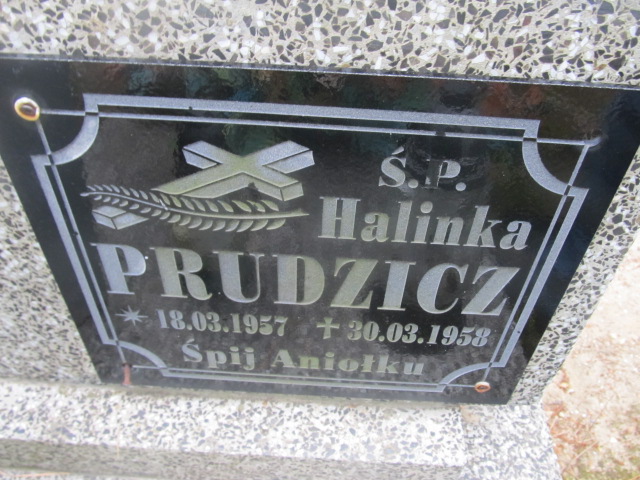 Ś.P.
Halinka
PRUDZICZ
18.03.1957 30.03.1958
Śpij Aniołku